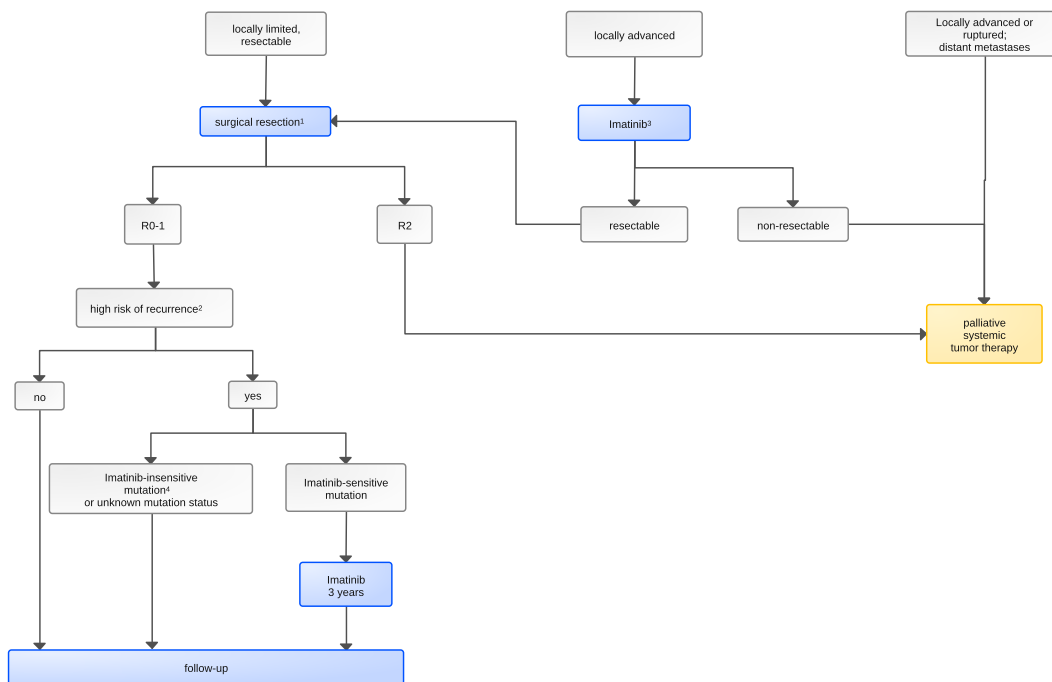 locally limited,
resectable
locally advanced
Locally advanced or
ruptured;
distant metastases
surgical resection¹
Imatinib³
R0-1
R2
resectable
non-resectable
high risk of recurrence²
palliative
systemic
tumor therapy
no
yes
Imatinib-insensitive
mutation⁴
or unknown mutation status
Imatinib-sensitive
mutation
Imatinib
3 years
follow-up